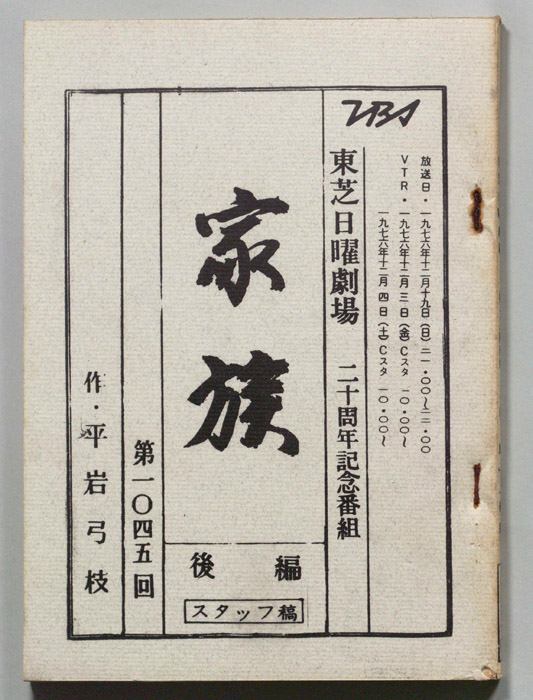 TBS
放送日・一九七六年十二月十九日(日)二一・〇〇〜二二・〇〇
VTR・一九七六年十二月三日(金)Cスタ 一〇・〇〇〜
一九七六年十二月四日(土)Cスタ 一〇・〇〇〜
東芝日曜劇場 二十周年記念番組
家族
後編
スタッフ稿
第一〇四五回
作・平岩弓枝